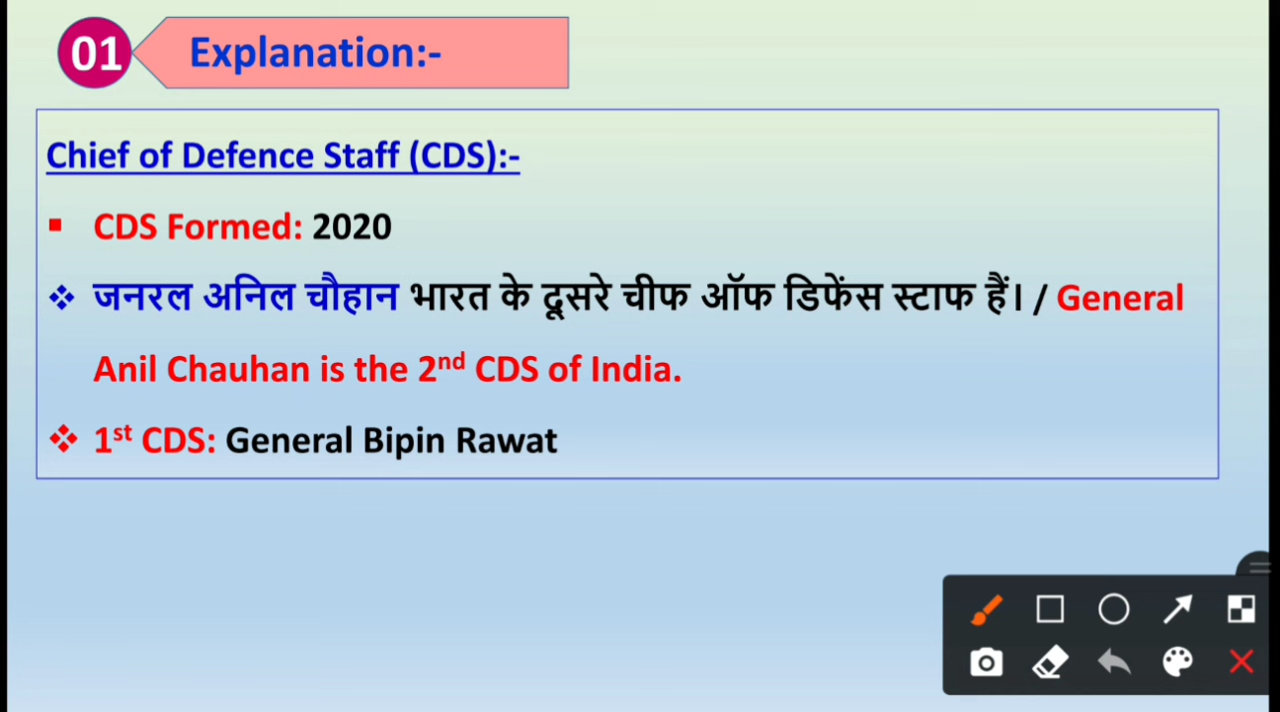 01 Explanation:-
Chief of Defence Staff (CDS):-
▪ CDS Formed: 2020
❖ जनरल अनिल चौहान भारत के दूसरे चीफ ऑफ डिफेंस स्टाफ हैं। / General
Anil Chauhan is the 2nd CDS of India.
❖ 1st CDS: General Bipin Rawat